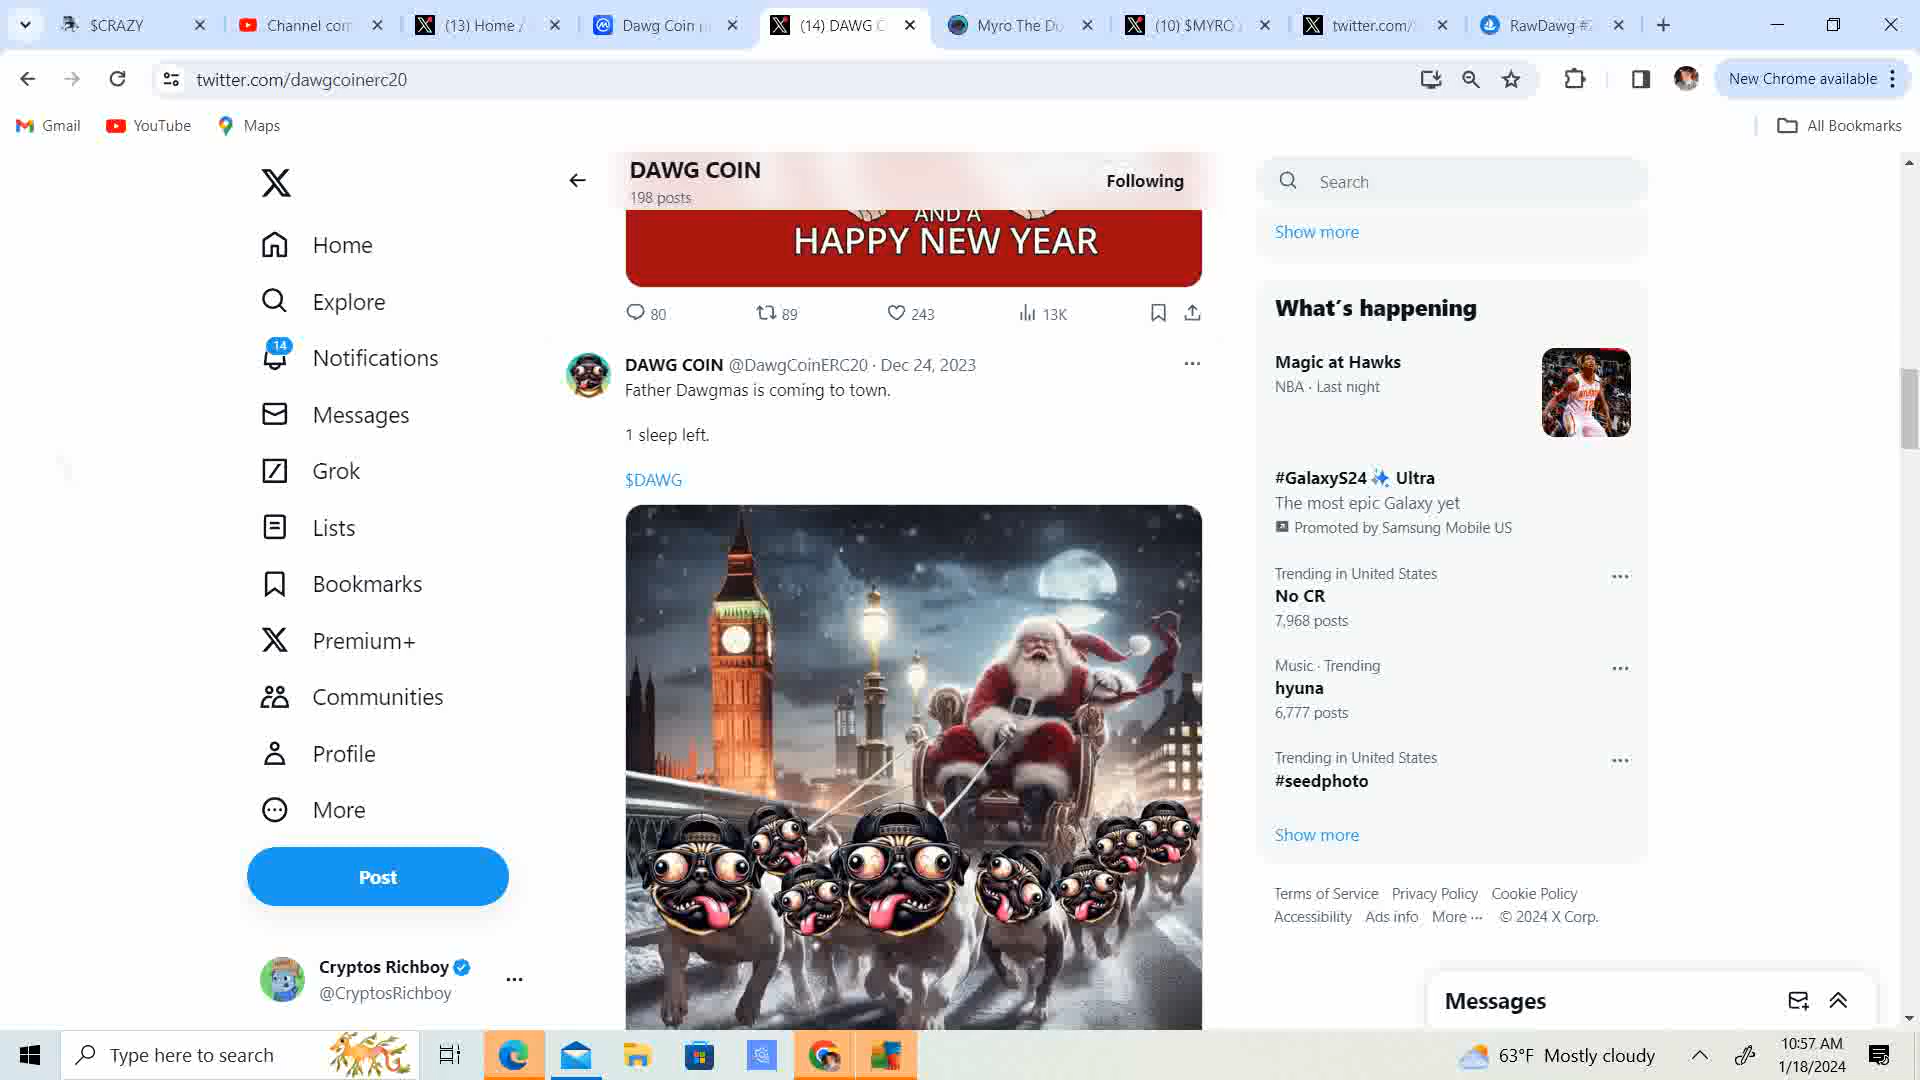 $CRAZY
Channel con
(13) Home /
Dawg Coin p
(14) DAWG C
Myro The Do
(10) $MYRO
twitter.com/
RawDawg #2
twitter.com/dawgcoinerc20
New Chrome available
Gmail
YouTube
Maps
All Bookmarks
Home
Explore
14
Notifications
Messages
Grok
Lists
Bookmarks
Premium+
Communities
Profile
More
Post
Cryptos Richboy
@CryptosRichboy
DAWG COIN
198 posts
Following
AND A
HAPPY NEW YEAR
80
89
243
13K
DAWG COIN @DawgCoinERC20 · Dec 24, 2023
Father Dawgmas is coming to town.
1 sleep left.
$DAWG
Search
Show more
What's happening
Magic at Hawks
NBA · Last night
#GalaxyS24 Ultra
The most epic Galaxy yet
Promoted by Samsung Mobile US
Trending in United States
No CR
7,968 posts
Music · Trending
hyuna
6,777 posts
Trending in United States
#seedphoto
Show more
Terms of Service Privacy Policy Cookie Policy
Accessibility Ads info More ··· © 2024 X Corp.
Messages
Type here to search
63°F Mostly cloudy
10:57 AM
1/18/2024